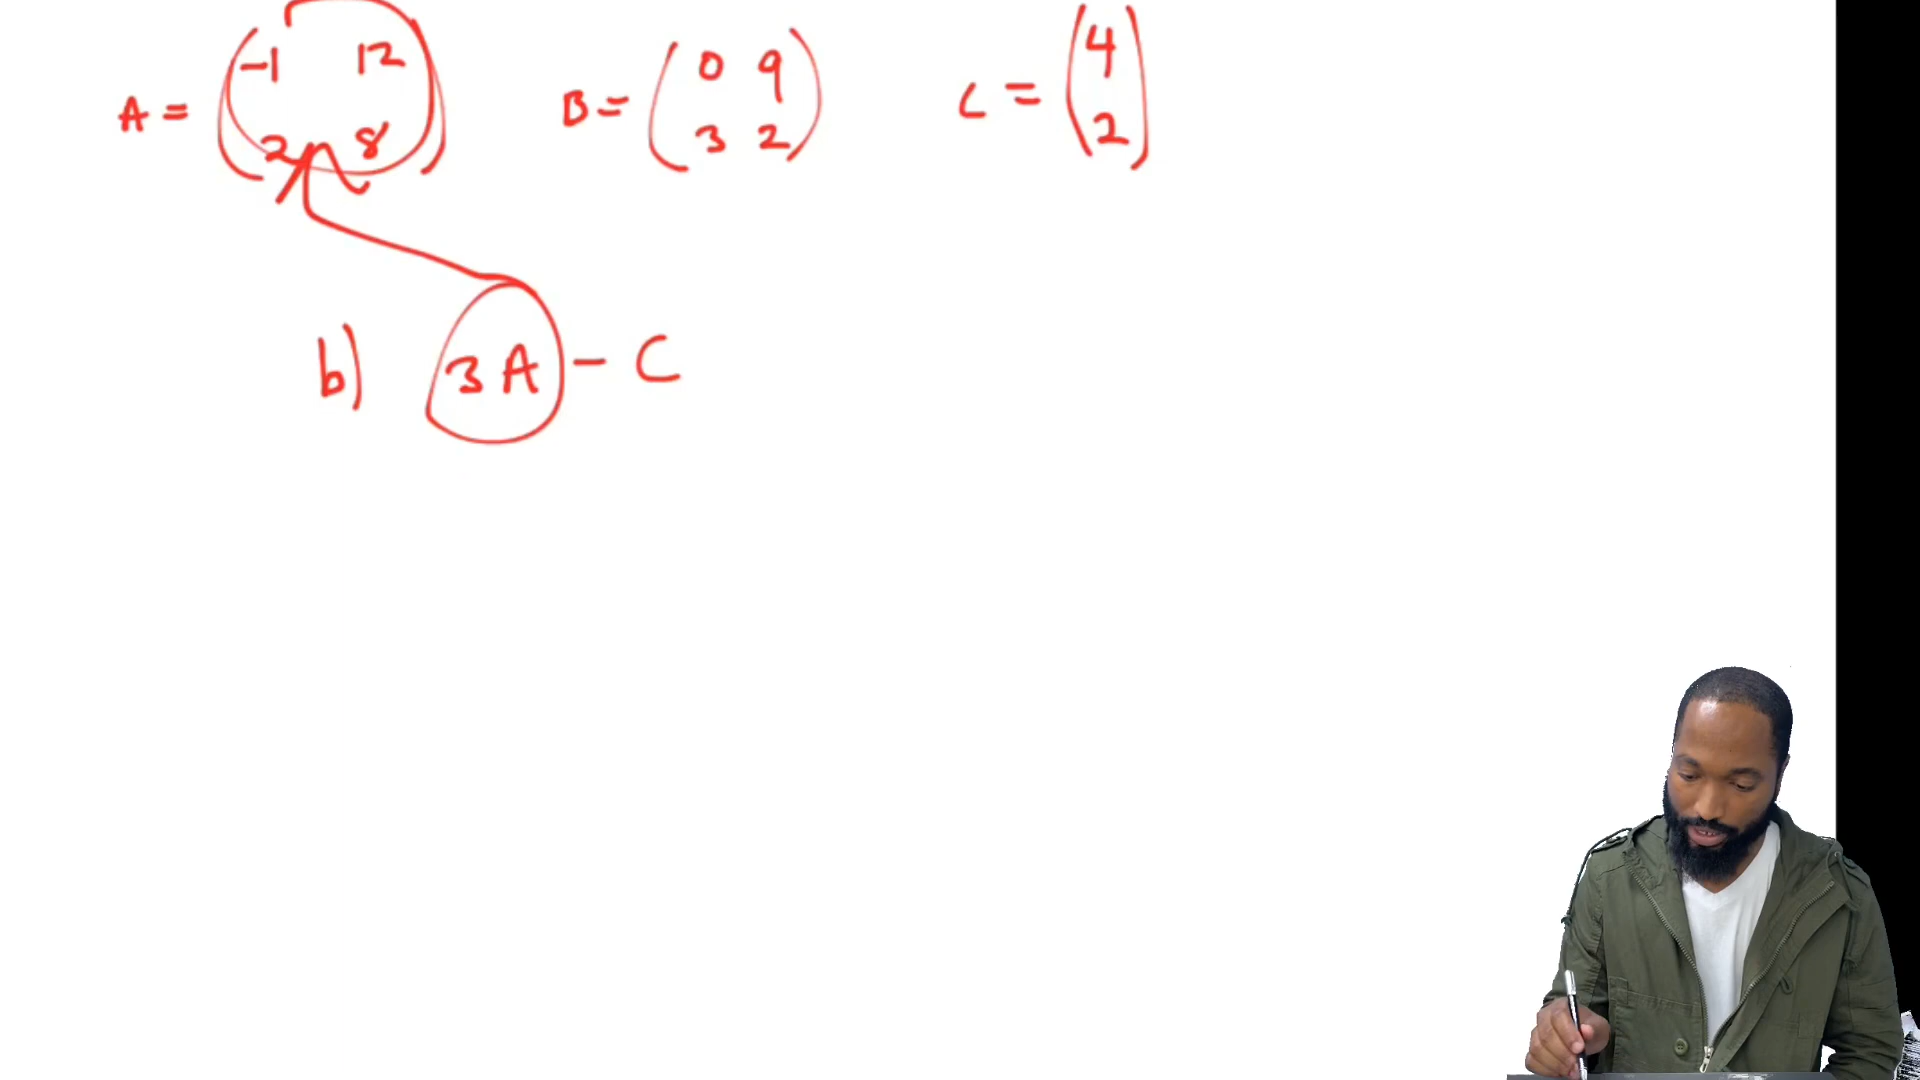 A = (-1 12
2 8) B = (0 9
3 2) C = (4
2)
b) 3A - C